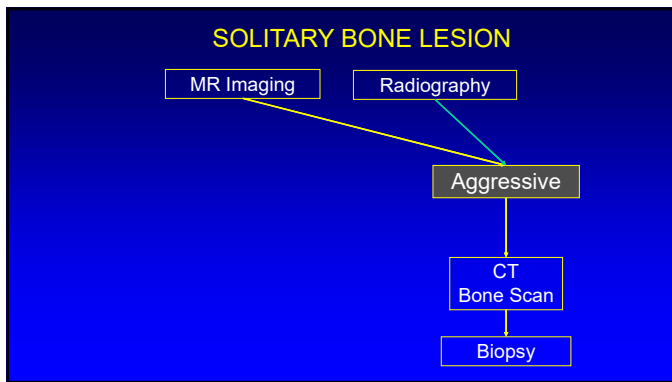 SOLITARY BONE LESION
MR Imaging
Radiography
Aggressive
CT
Bone Scan
Biopsy